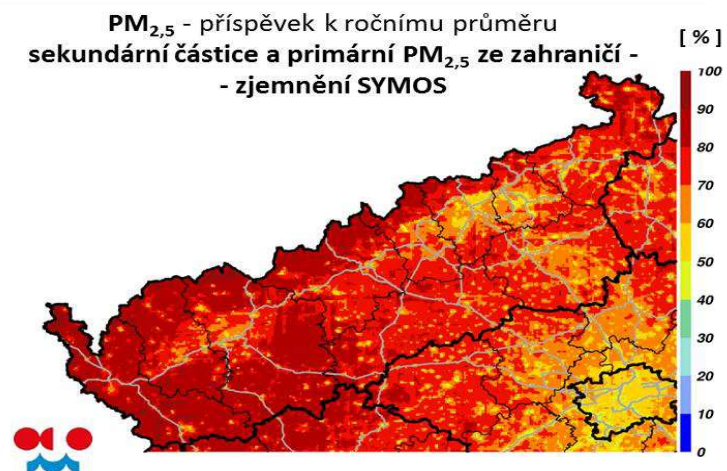 PM2,5 - příspěvek k ročnímu průměru
sekundární částice a primární PM2,5 ze zahraničí -
- zjemnění SYMOS
[ % ]
100
90
80
70
60
50
40
30
20
10
0